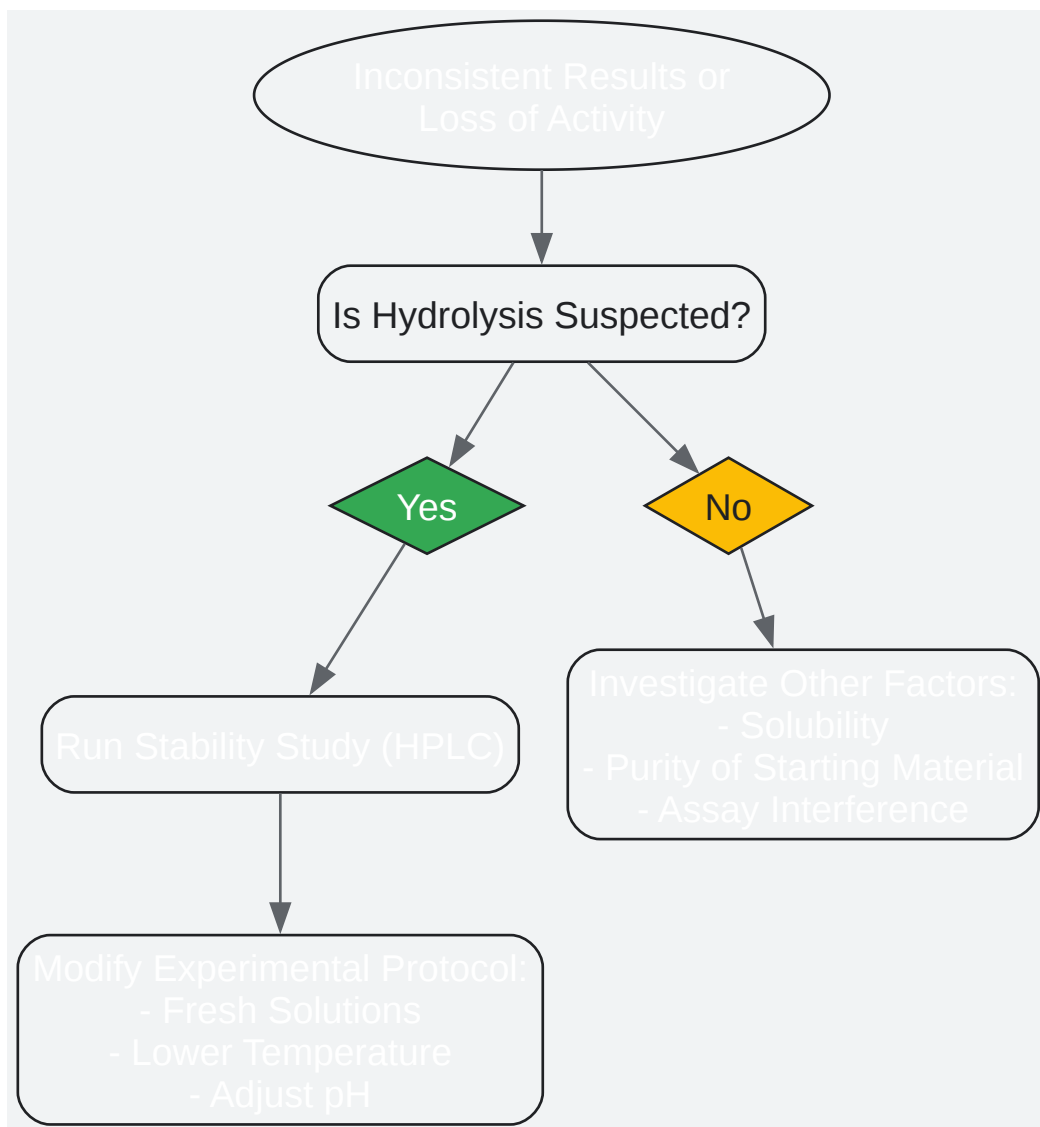 Inconsistent Results or
Loss of Activity
Is Hydrolysis Suspected?
Yes
No
Run Stability Study (HPLC)
Investigate Other Factors:
- Solubility
- Purity of Starting Material
- Assay Interference
Modify Experimental Protocol:
- Fresh Solutions
- Lower Temperature
- Adjust pH